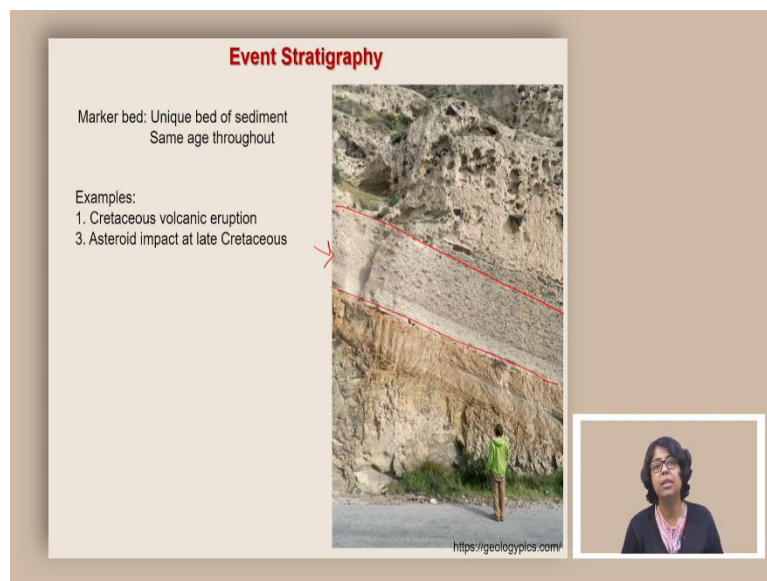 Event Stratigraphy
Marker bed: Unique bed of sediment
Same age throughout
Examples:
1. Cretaceous volcanic eruption
3. Asteroid impact at late Cretaceous
https://geologypics.com/